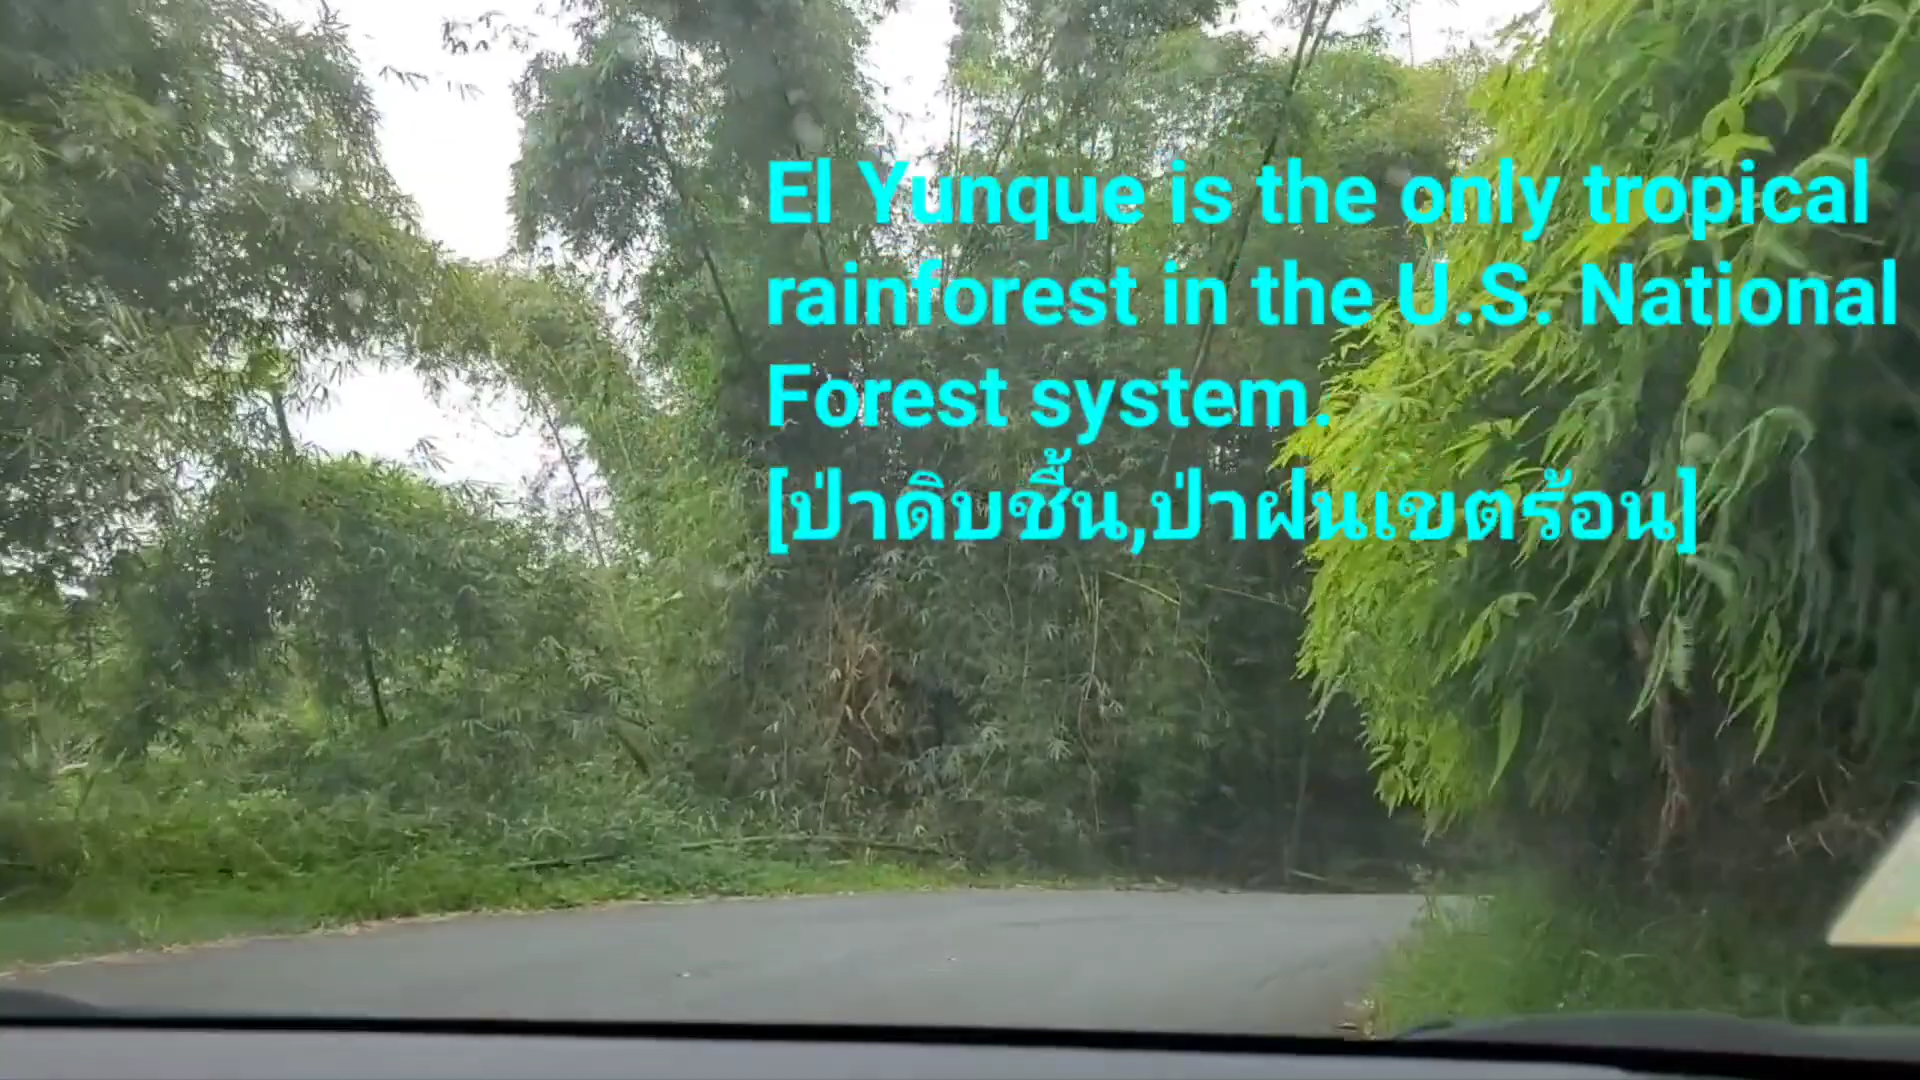 El Yunque is the only tropical
rainforest in the U.S. National
Forest system.
[ป่าดิบชื้น,ป่าฝนเขตร้อน]